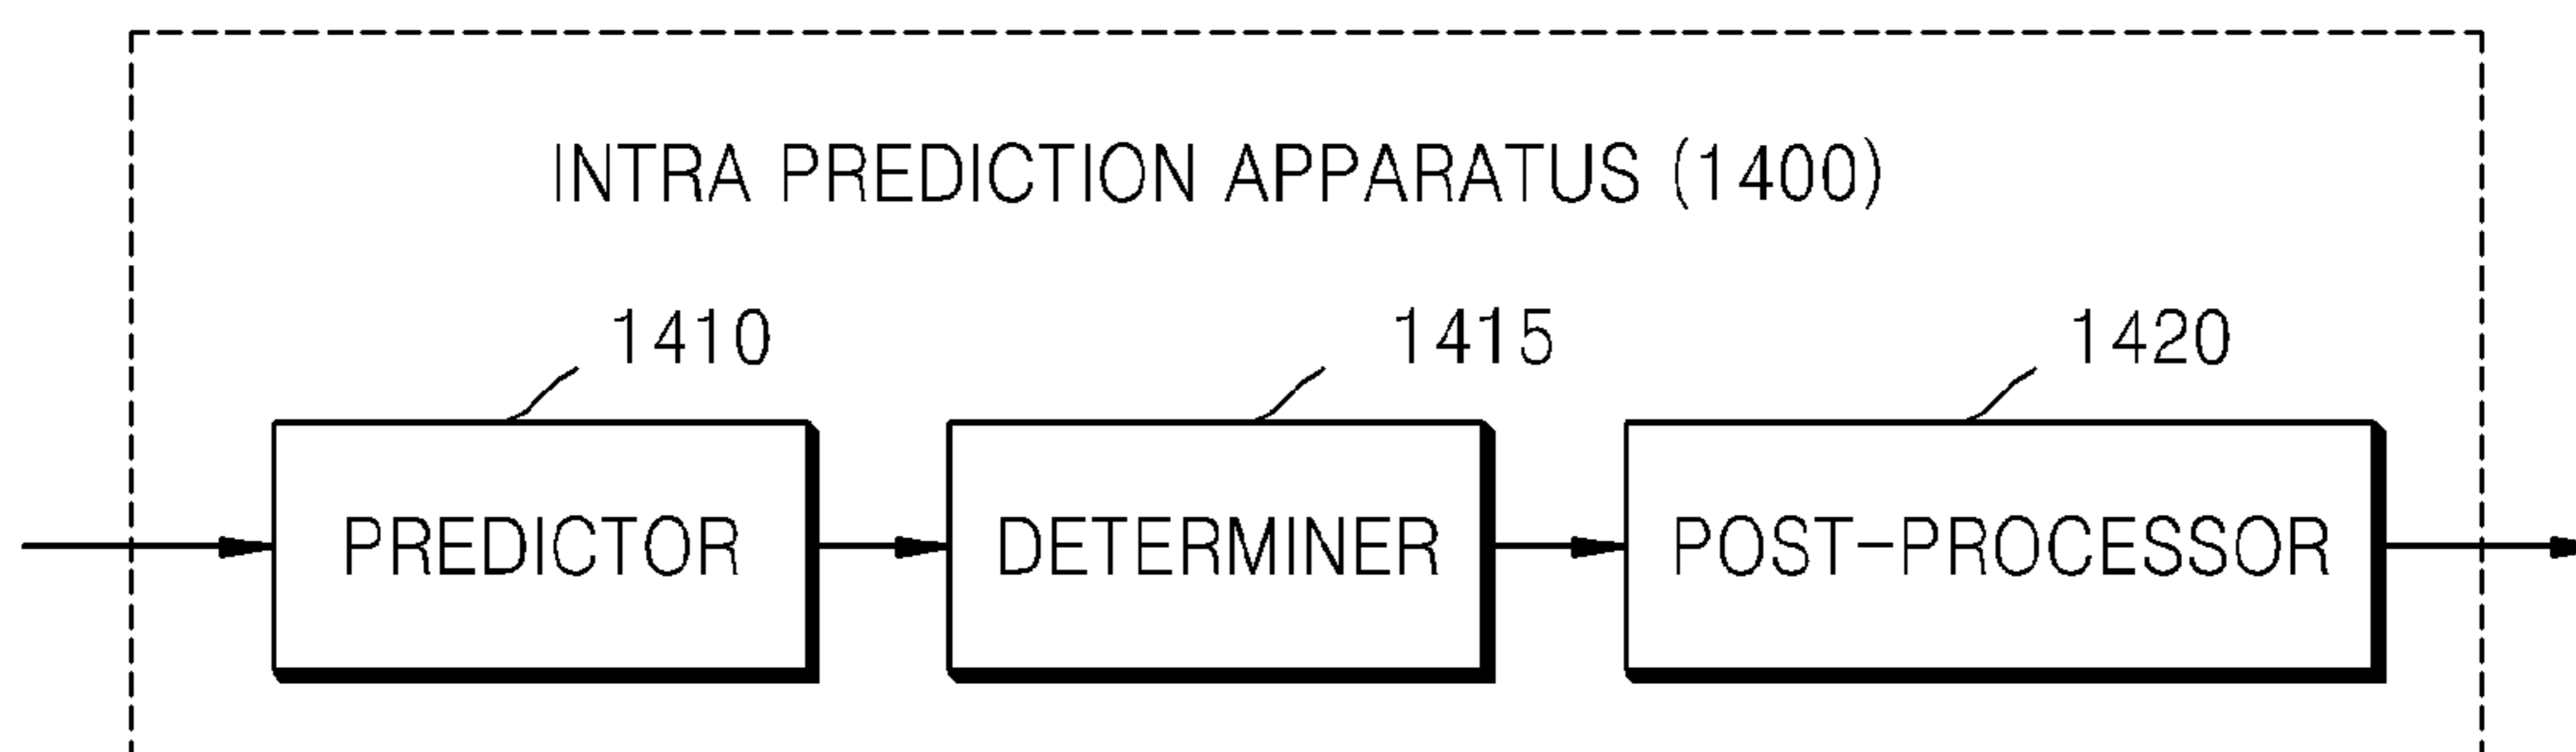 INTRA PREDICTION APPARATUS (1400)
1410 1415 1420
PREDICTOR DETERMINER POST-PROCESSOR